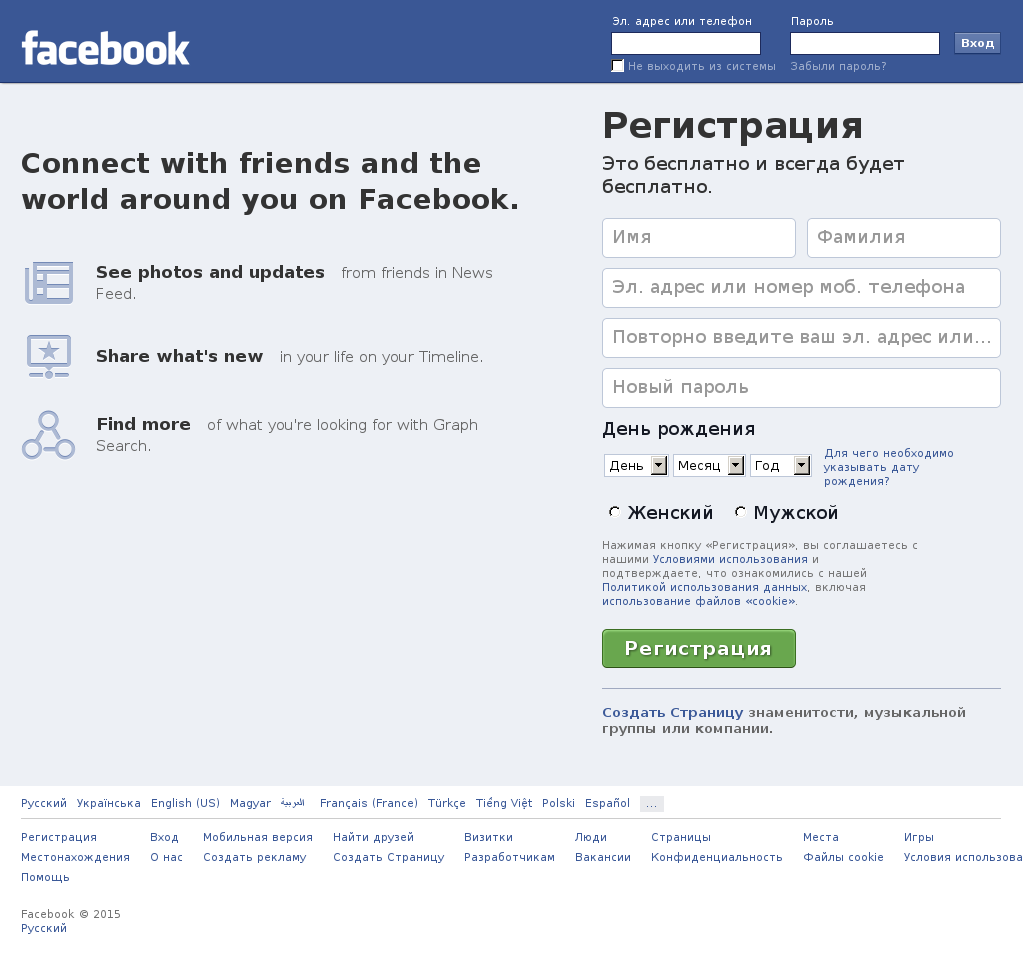 facebook
Эл. адрес или телефон
Пароль
Вход
Не выходить из системы
Забыли пароль?
Connect with friends and the
world around you on Facebook.
See photos and updates from friends in News
Feed.
Share what's new in your life on your Timeline.
Find more of what you're looking for with Graph
Search.
Регистрация
Это бесплатно и всегда будет
бесплатно.
Имя
Фамилия
Эл. адрес или номер моб. телефона
Повторно введите ваш эл. адрес или...
Новый пароль
День рождения
День
Месяц
Год
Для чего необходимо
указывать дату
рождения?
Женский
Мужской
Нажимая кнопку «Регистрация», вы соглашаетесь с
нашими Условиями использования и
подтверждаете, что ознакомились с нашей
Политикой использования данных, включая
использование файлов «cookie».
Регистрация
Создать Страницу знаменитости, музыкальной
группы или компании.
Русский Українська English (US) Magyar العربية Français (France) Türkçe Tiếng Việt Polski Español ...
Регистрация Вход Мобильная версия Найти друзей Визитки Люди Страницы Места Игры
Местонахождения О нас Создать рекламу Создать Страницу Разработчикам Вакансии Конфиденциальность Файлы cookie Условия использова
Помощь
Facebook © 2015
Русский